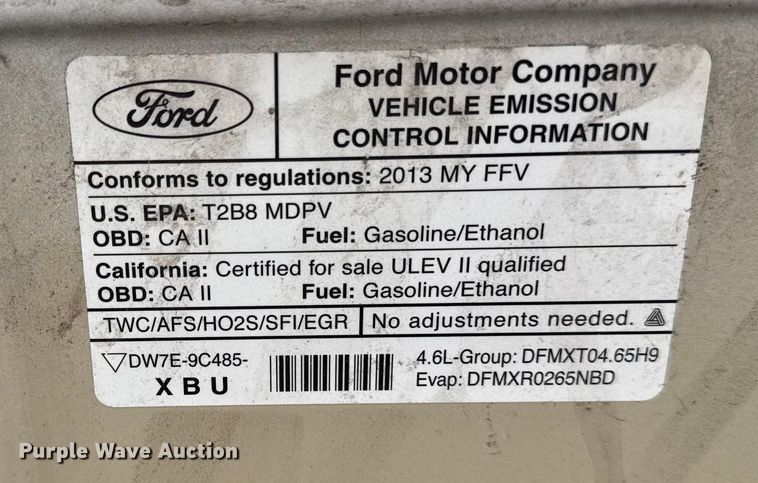 Ford
Ford Motor Company
VEHICLE EMISSION
CONTROL INFORMATION
Conforms to regulations: 2013 MY FFV
U.S. EPA: T2B8 MDPV
OBD: CA II Fuel: Gasoline/Ethanol
California: Certified for sale ULEV II qualified
OBD: CA II Fuel: Gasoline/Ethanol
TWC/AFS/HO2S/SFI/EGR No adjustments needed.
DW7E-9C485-
X B U
4.6L-Group: DFMXT04.65H9
Evap: DFMXR0265NBD
Purple Wave Auction